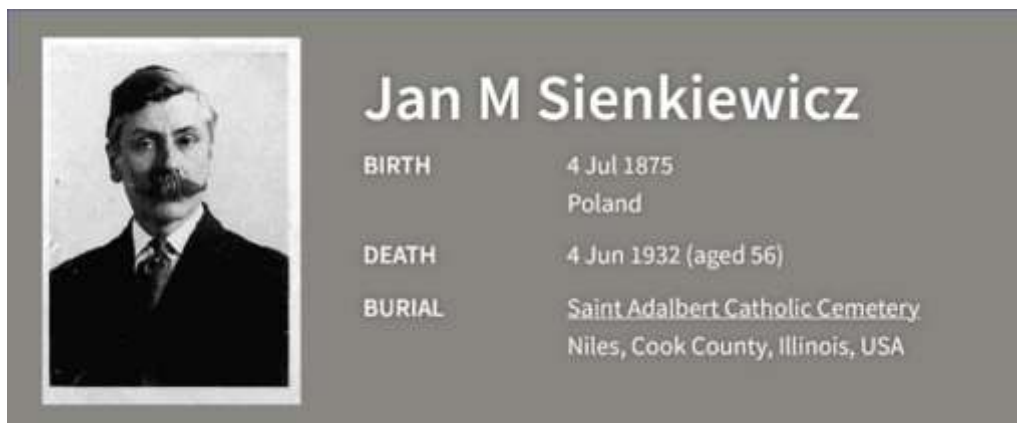 Jan M Sienkiewicz
BIRTH 4 Jul 1875
Poland
DEATH 4 Jun 1932 (aged 56)
BURIAL Saint Adalbert Catholic Cemetery
Niles, Cook County, Illinois, USA